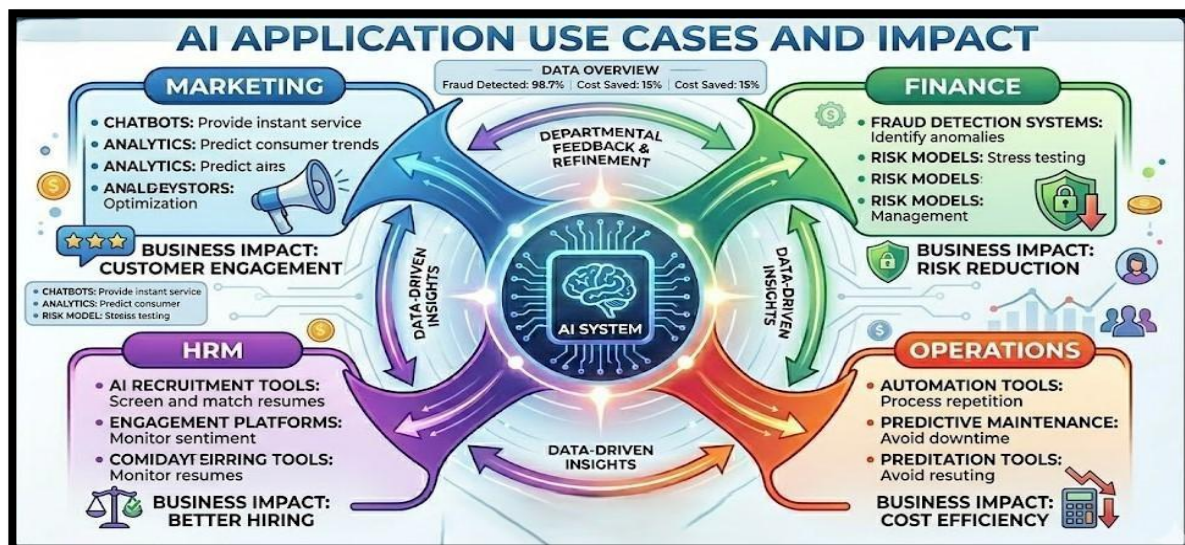 AI APPLICATION USE CASES AND IMPACT
DATA OVERVIEW
Fraud Detected: 98.7% | Cost Saved: 15% | Cost Saved: 15%
MARKETING
• CHATBOTS: Provide instant service
• ANALYTICS: Predict consumer trends
• ANALYTICS: Predict
• Optimization
BUSINESS IMPACT:
CUSTOMER ENGAGEMENT
• CHATBOTS: Provide instant service
• ANALYTICS: Predict consumer
• RISK MODEL: testing
DEPARTMENTAL
FEEDBACK &
REFINEMENT
FINANCE
• FRAUD DETECTION SYSTEMS:
Identify anomalies
• RISK MODELS: Stress testing
• RISK MODELS:
• RISK MODELS:
Management
BUSINESS IMPACT:
RISK REDUCTION
DATA-DRIVEN
INSIGHTS
AI SYSTEM
DATA-DRIVEN
INSIGHTS
HRM
• AI RECRUITMENT TOOLS:
Screen and match resumes
• ENGAGEMENT PLATFORMS:
Monitor sentiment
• TOOLS:
Monitor resumes
BUSINESS IMPACT:
BETTER HIRING
DATA-DRIVEN
INSIGHTS
OPERATIONS
• AUTOMATION TOOLS:
Process repetition
• PREDICTIVE MAINTENANCE:
Avoid downtime
• PREDITATION TOOLS:
Avoid resuting
BUSINESS IMPACT:
COST EFFICIENCY